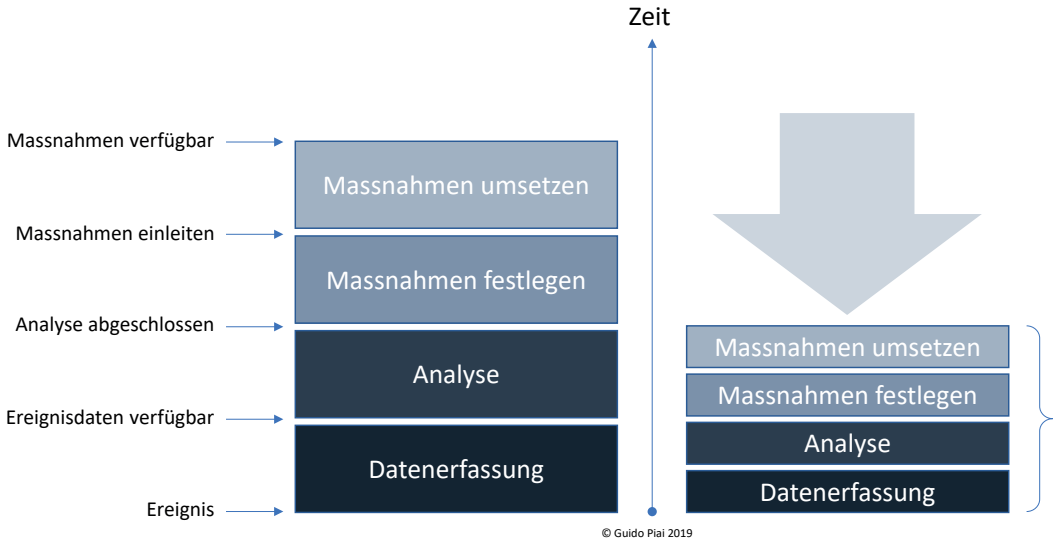 Zeit
Massnahmen verfügbar
Massnahmen einleiten
Analyse abgeschlossen
Ereignisdaten verfügbar
Ereignis
Massnahmen umsetzen
Massnahmen festlegen
Analyse
Datenerfassung
Massnahmen umsetzen
Massnahmen festlegen
Analyse
Datenerfassung
© Guido Piai 2019